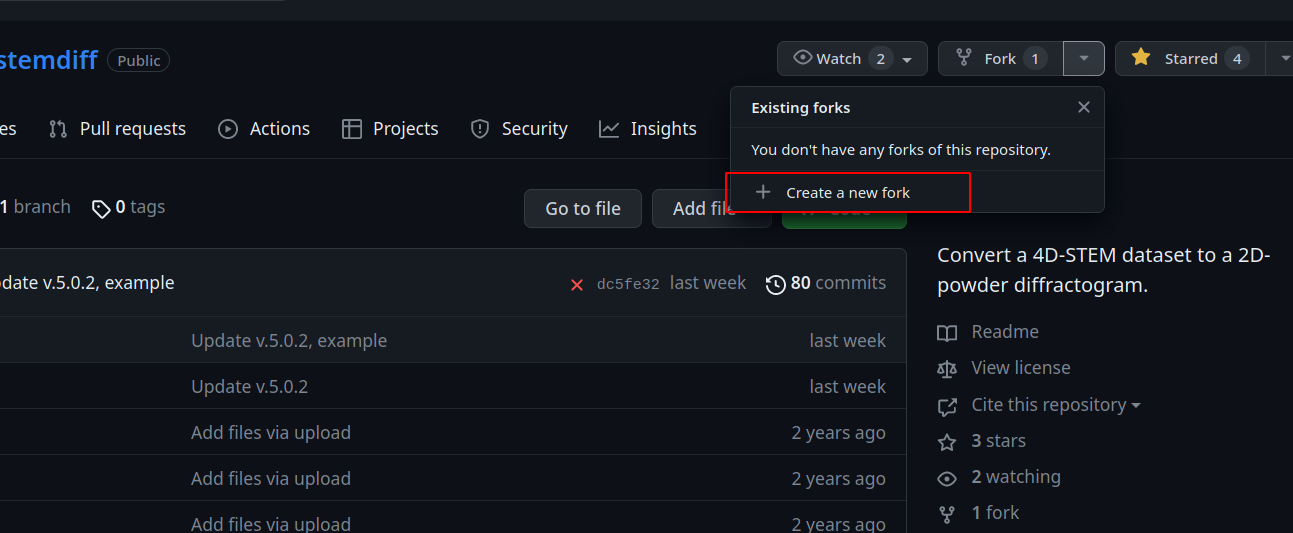 stemdiff Public
Watch 2 Fork 1 Starred 4
Existing forks
es Pull requests Actions Projects Security Insights
You don't have any forks of this repository.
Create a new fork
1 branch 0 tags
Go to file Add file
date v.5.0.2, example dc5fe32 last week 80 commits
Update v.5.0.2, example last week
Update v.5.0.2 last week
Add files via upload 2 years ago
Add files via upload 2 years ago
Add files via upload 2 years ago
Convert a 4D-STEM dataset to a 2D-
powder diffractogram.
Readme
View license
Cite this repository
3 stars
2 watching
1 fork